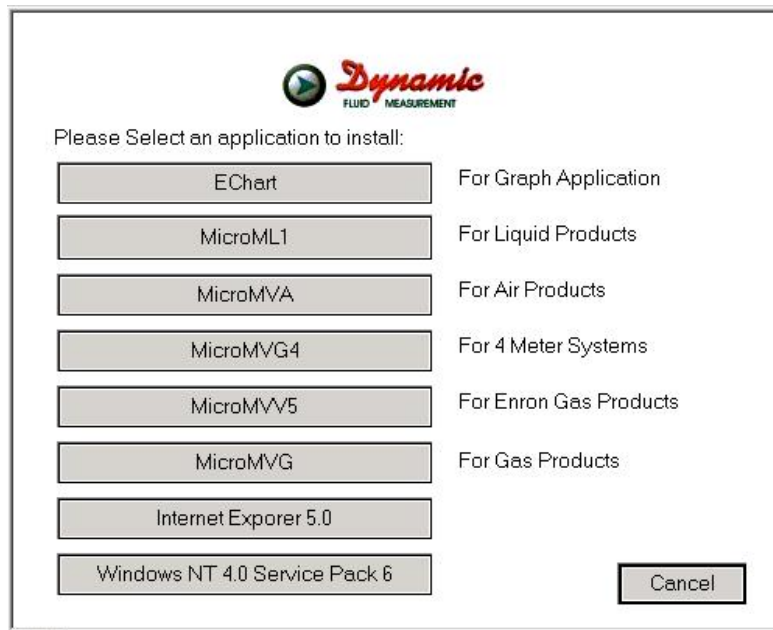 Dynamic
FLUID MEASUREMENT
Please Select an application to install:
EChart For Graph Application
MicroML1 For Liquid Products
MicroMVA For Air Products
MicroMVG4 For 4 Meter Systems
MicroMVV5 For Enron Gas Products
MicroMVG For Gas Products
Internet Exporer 5.0
Windows NT 4.0 Service Pack 6
Cancel